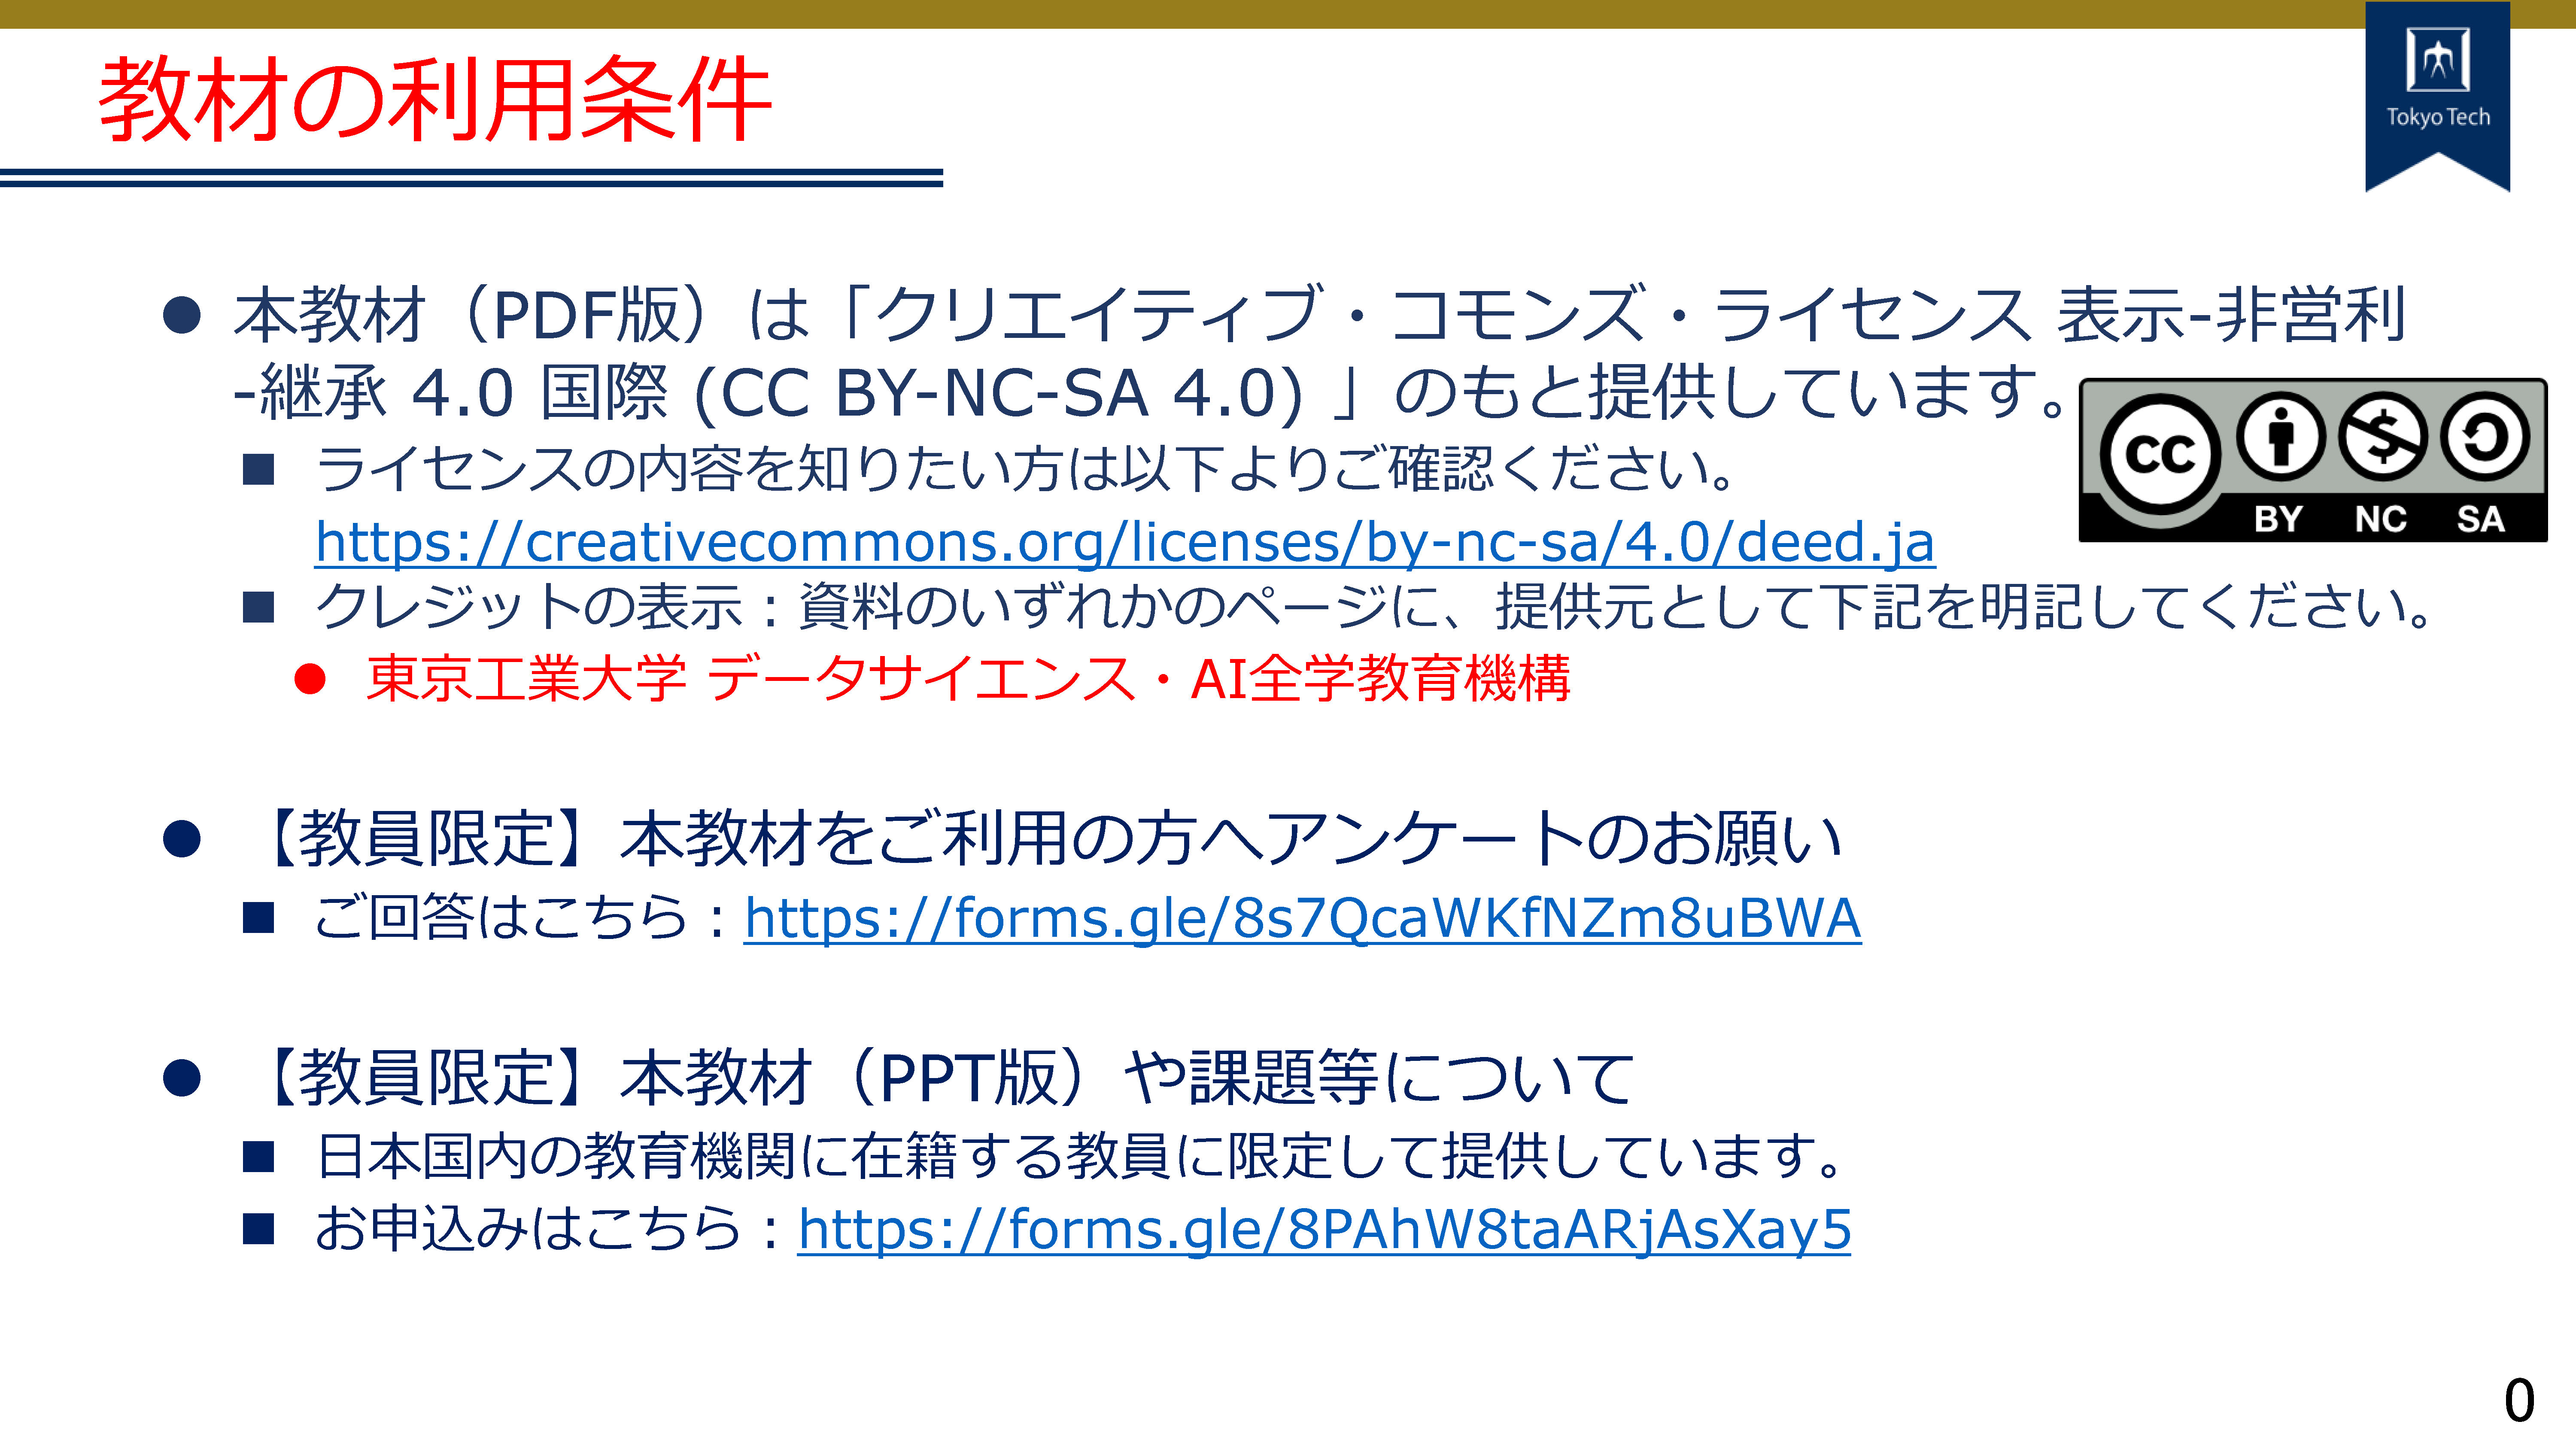 教材の利用条件
Tokyo Tech
● 本教材（PDF版）は「クリエイティブ・コモンズ・ライセンス 表示-非営利
-継承 4.0 国際 (CC BY-NC-SA 4.0) 」のもと提供しています。
■ ライセンスの内容を知りたい方は以下よりご確認ください。
https://creativecommons.org/licenses/by-nc-sa/4.0/deed.ja
CC BY NC SA
■ クレジットの表示：資料のいずれかのページに、提供元として下記を明記してください。
● 東京工業大学 データサイエンス・AI全学教育機構
● 【教員限定】本教材をご利用の方へアンケートのお願い
■ ご回答はこちら：https://forms.gle/8s7QcaWKfNZm8uBWA
● 【教員限定】本教材（PPT版）や課題等について
■ 日本国内の教育機関に在籍する教員に限定して提供しています。
■ お申込みはこちら：https://forms.gle/8PAhW8taARjAsXay5
0